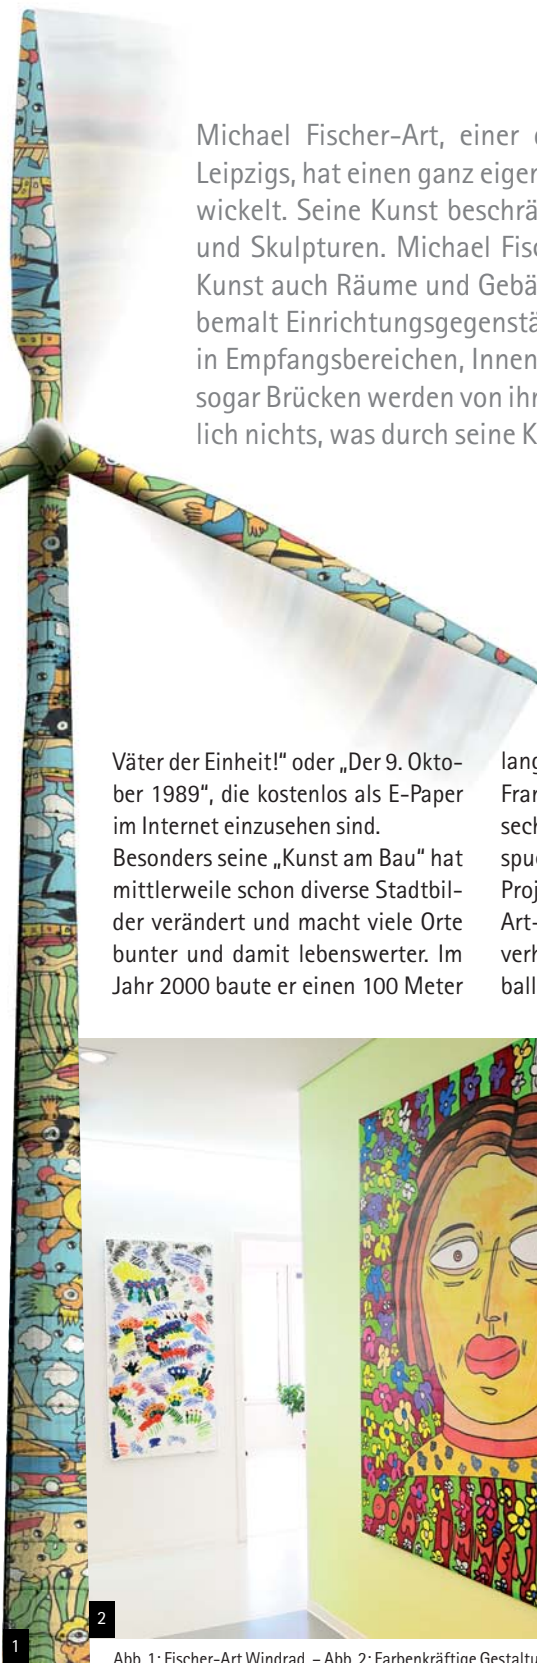 Michael Fischer-Art, einer
Leipzigs, hat einen ganz eiger
wickelt. Seine Kunst beschrä
und Skulpturen. Michael Fisc
Kunst auch Räume und Gebä
bemalt Einrichtungsgegenstä
in Empfangsbereichen, Innen
sogar Brücken werden von ihr
lich nichts, was durch seine K
Väter der Einheit!“ oder „Der 9. Okto-
ber 1989“, die kostenlos als E-Paper
im Internet einzusehen sind.
Besonders seine „Kunst am Bau“ hat
mittlerweile schon diverse Stadtbil-
der verändert und macht viele Orte
bunter und damit lebenswerter. Im
Jahr 2000 baute er einen 100 Meter
lang
Fran
sech
spuc
Proj
Art-
verh
ball
2
1
Abb. 1: Fischer-Art Windrad. – Abb. 2: Farbenkräftige Gestaltu